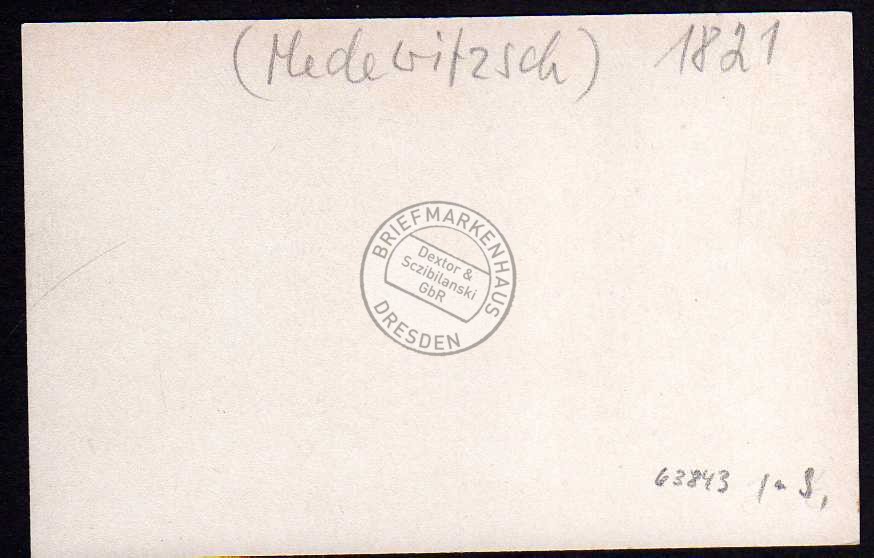 (Medewitzsch) 1821
BRIEFMARKENHAUS
Dextor &
Sczibilanski
GbR
DRESDEN
63843